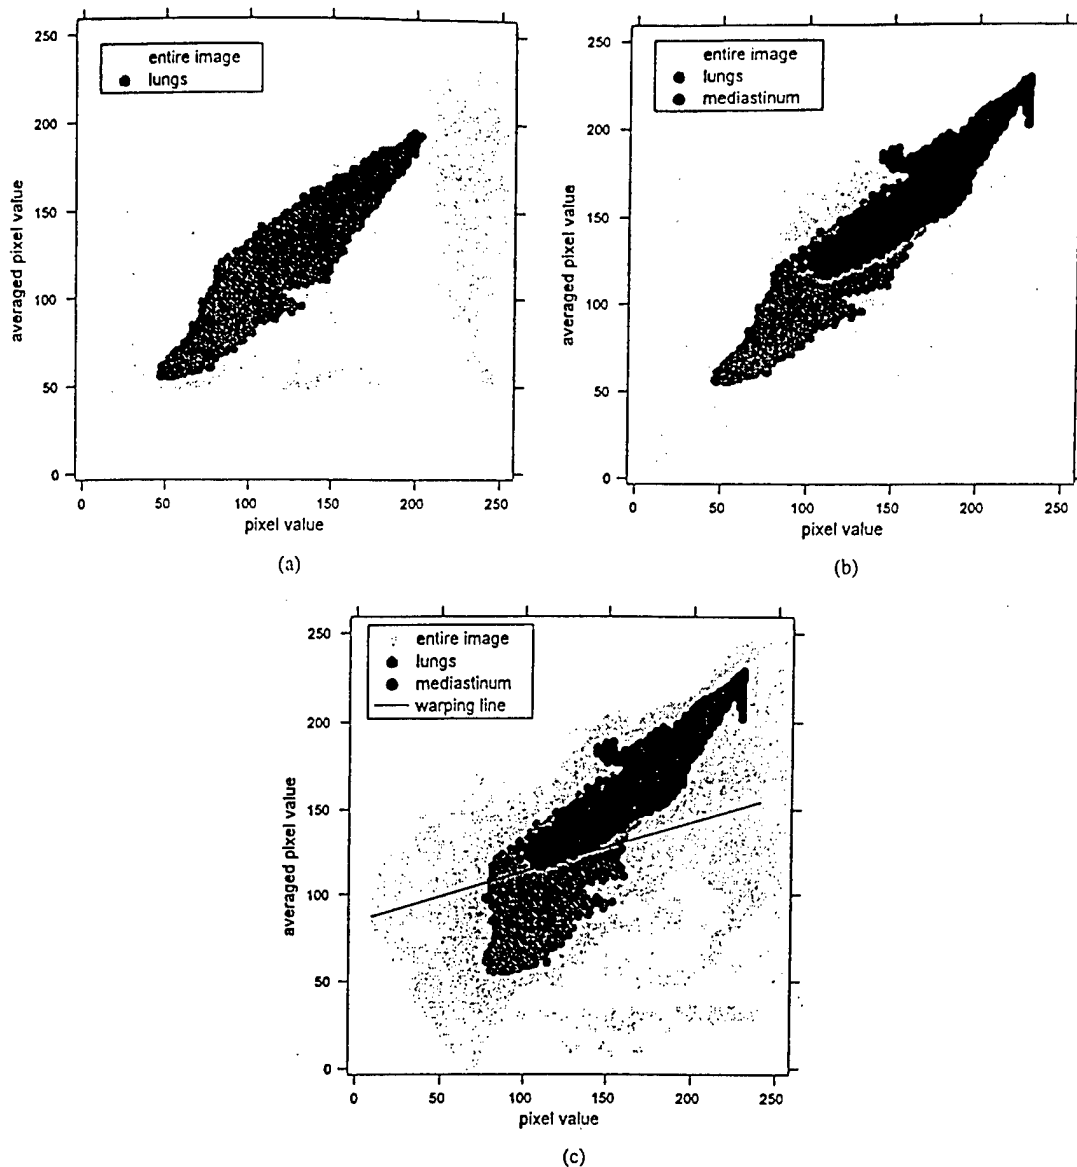 250
200
150
100
50
0
entire image
lungs
averaged pixel value
0 50 100 150 200 250
pixel value
(a)
250
200
150
100
50
0
entire image
lungs
mediastinum
averaged pixel value
0 50 100 150 200 250
pixel value
(b)
250
200
150
100
50
0
entire image
lungs
mediastinum
warping line
averaged pixel value
0 50 100 150 200 250
pixel value
(c)